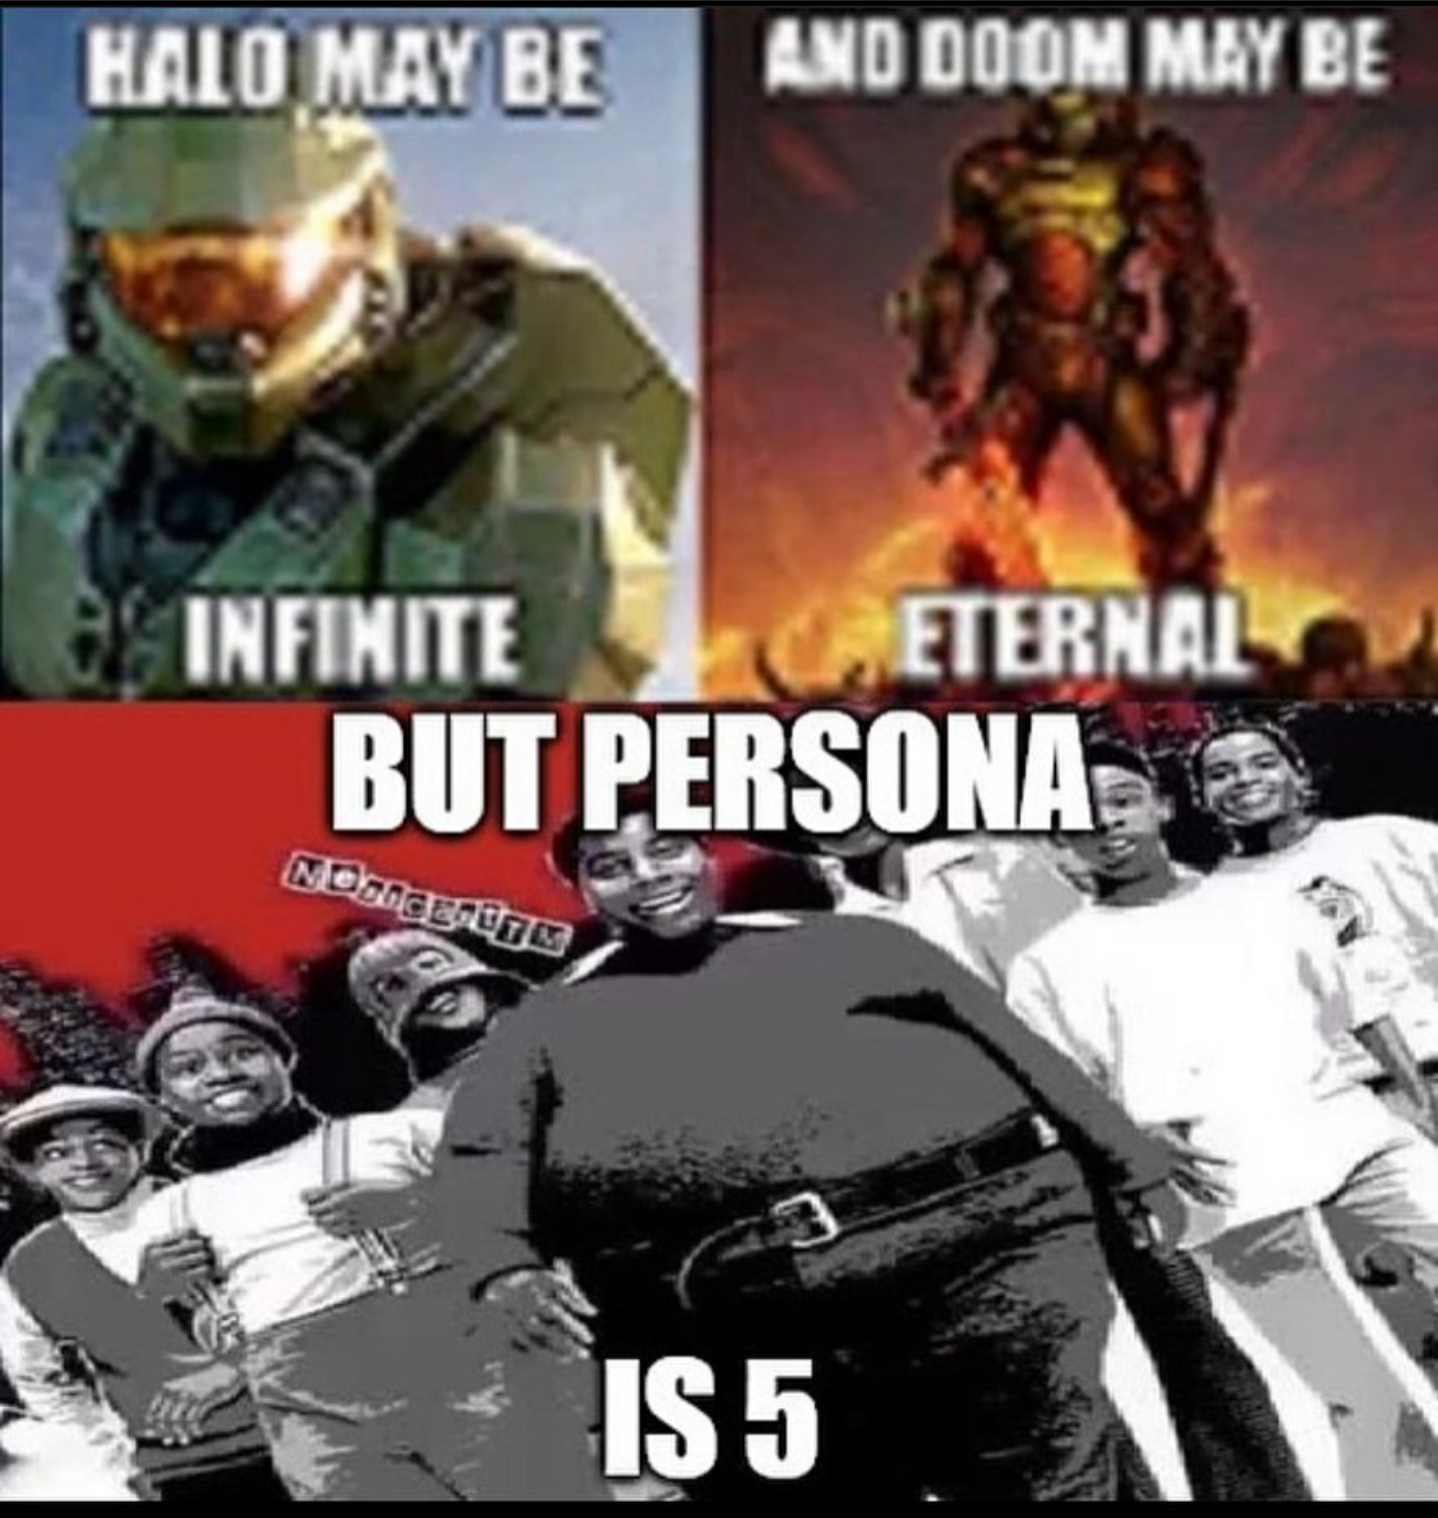 HALO MAY BE
INFINITE
AND DOOM MAY BE
ETERNAL
BUT PERSONA
IS 5